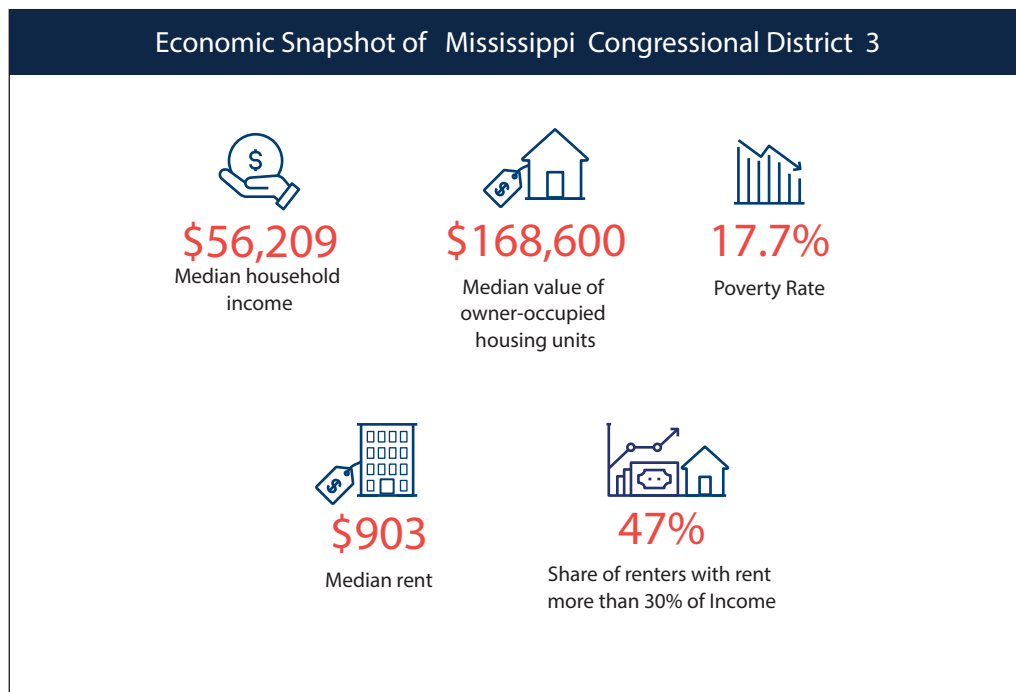 Economic Snapshot of Mississippi Congressional District 3
$
$
$56,209
Median household
income
$168,600
Median value of
owner-occupied
housing units
17.7%
Poverty Rate
$
$903
Median rent
47%
Share of renters with rent
more than 30% of Income